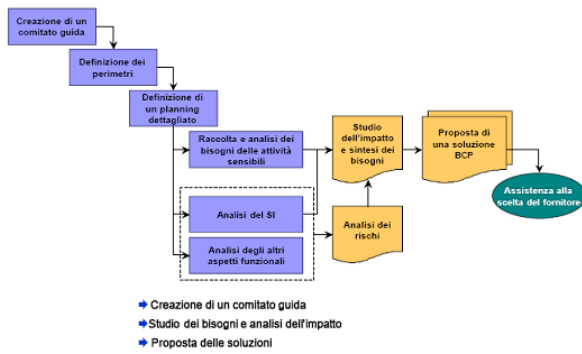 Creazione di un
comitato guida
Definizione dei
perimetri
Definizione di
un planning
dettagliato
Raccolta e analisi dei
bisogni delle attività
sensibili
Studio
dell'impatto
e sintesi dei
bisogni
Proposta di
una soluzione
BCP
Assistenza alla
scelta del fornitore
Analisi del SI
Analisi dei
rischi
Analisi degli altri
aspetti funzionali
Creazione di un comitato guida
Studio dei bisogni e analisi dell'impatto
Proposta delle soluzioni